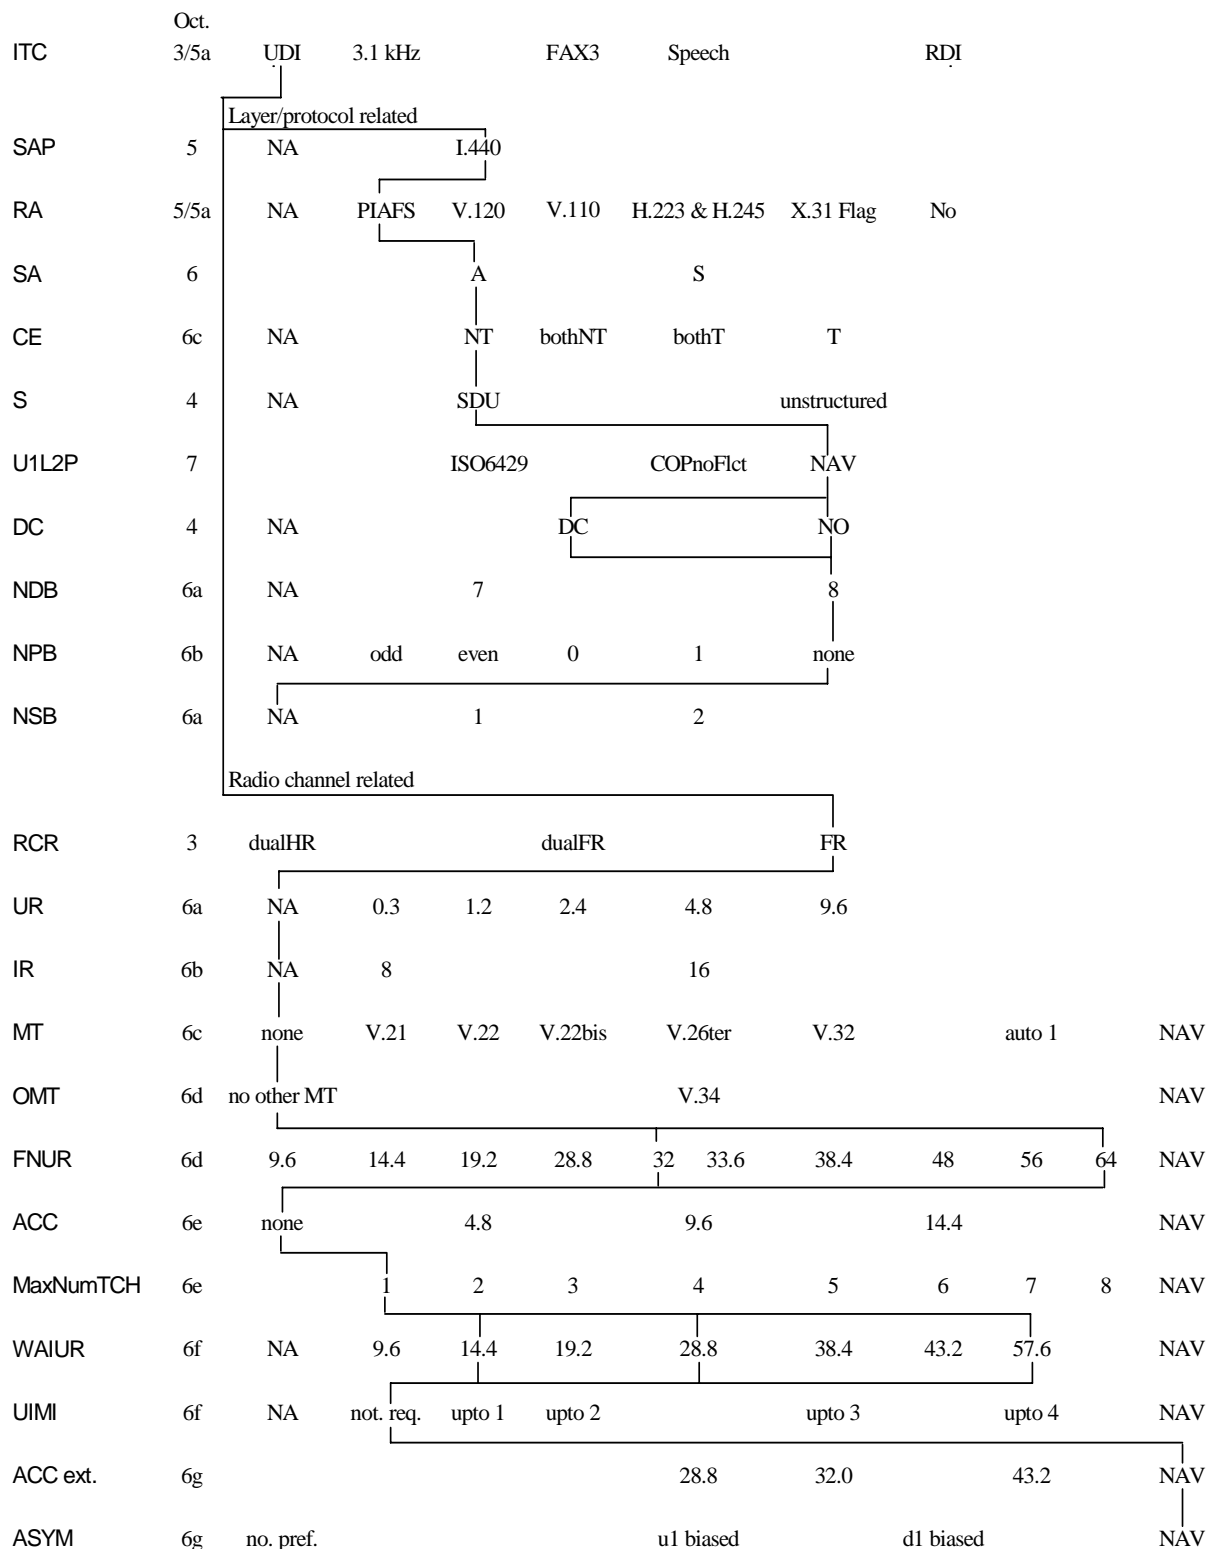 Oct.
ITC 3/5a UDI 3.1 kHz FAX3 Speech RDI
Layer/protocol related
SAP 5 NA I.440
RA 5/5a NA PIAFS V.120 V.110 H.223 & H.245 X.31 Flag No
SA 6 A S
CE 6c NA NT bothNT bothT T
S 4 NA SDU unstructured
U1L2P 7 ISO6429 COPnoFlct NAV
DC 4 NA DC NO
NDB 6a NA 7 8
NPB 6b NA odd even 0 1 none
NSB 6a NA 1 2
Radio channel related
RCR 3 dualHR dualFR FR
UR 6a NA 0.3 1.2 2.4 4.8 9.6
IR 6b NA 8 16
MT 6c none V.21 V.22 V.22bis V.26ter V.32 auto 1 NAV
OMT 6d no other MT V.34 NAV
FNUR 6d 9.6 14.4 19.2 28.8 32 33.6 38.4 48 56 64 NAV
ACC 6e none 4.8 9.6 14.4 NAV
MaxNumTCH 6e 1 2 3 4 5 6 7 8 NAV
WAIUR 6f NA 9.6 14.4 19.2 28.8 38.4 43.2 57.6 NAV
UIMI 6f NA not. req. upto 1 upto 2 upto 3 upto 4 NAV
ACC ext. 6g 28.8 32.0 43.2 NAV
ASYM 6g no. pref. u1 biased d1 biased NAV